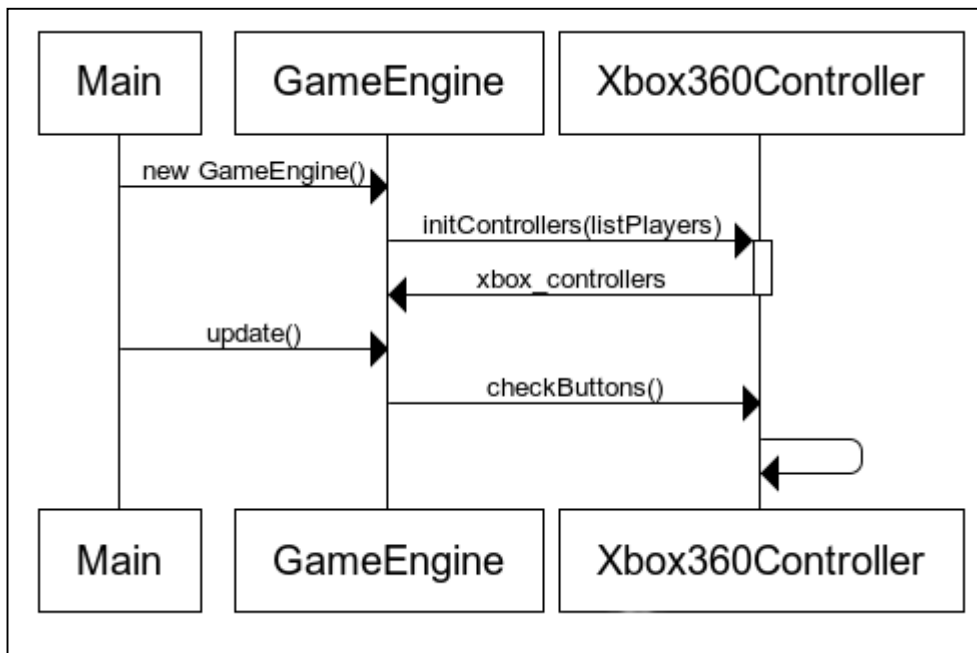 Main
GameEngine
Xbox360Controller
new GameEngine()
initControllers(listPlayers)
xbox_controllers
update()
checkButtons()
Main
GameEngine
Xbox360Controller